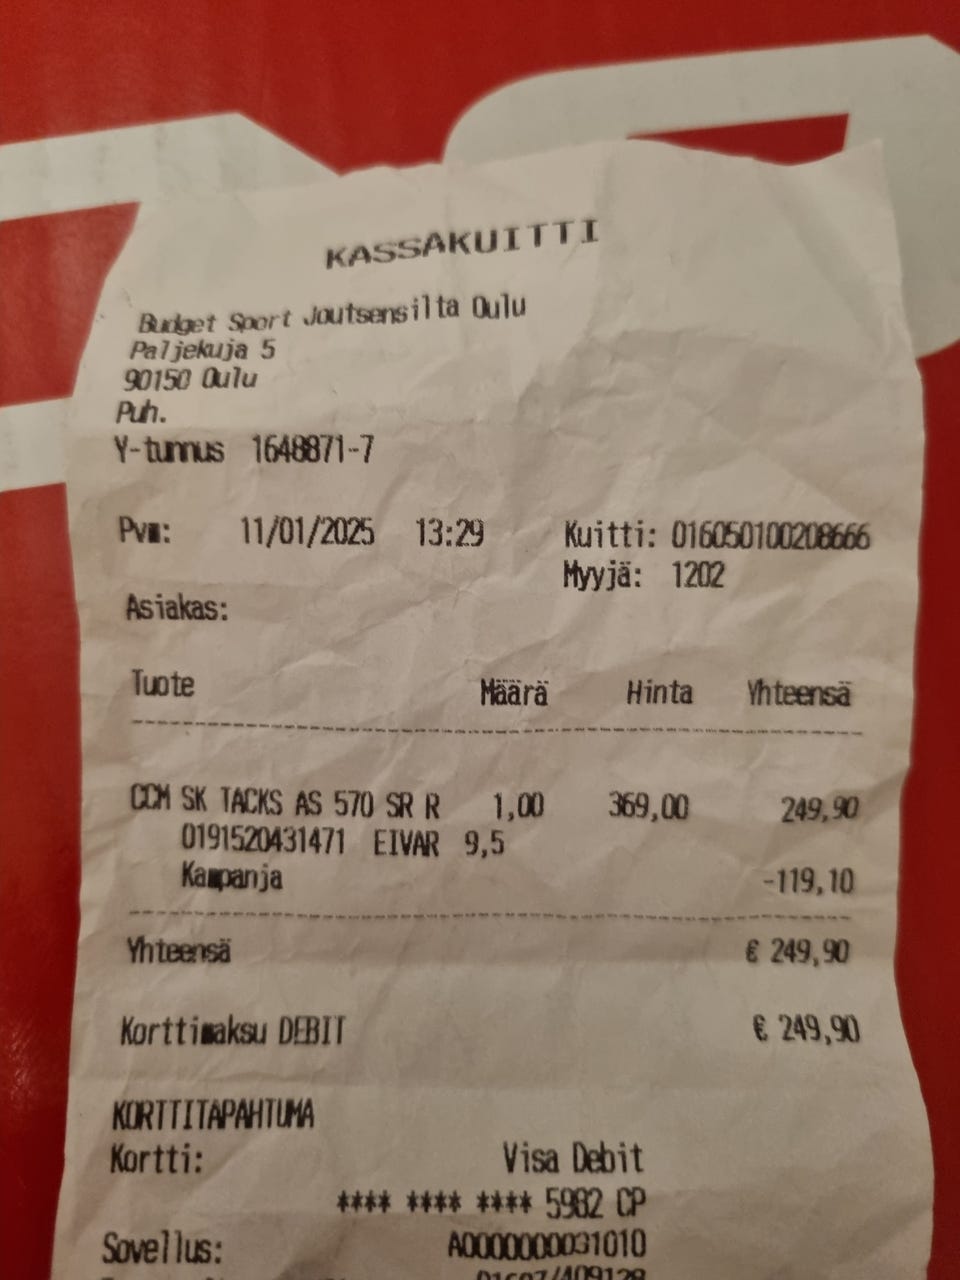 KASSAKUITTI
Budget Sport Joutsensilta Oulu
Paljekuja 5
90150 Oulu
Puh.
Y-tunnus 1648871-7
Pvm: 11/01/2025 13:29 Kuitti: 016050100208666
Myyjä: 1202
Asiakas:
Tuote Määrä Hinta Yhteensä
CCM SK TACKS AS 570 SR R 1,00 369,00 249,90
0191520431471 EIVAR 9,5
Kampanja -119,10
Yhteensä € 249,90
Korttimaksu DEBIT € 249,90
KORTTITAPAHTUMA
Kortti: Visa Debit
**** **** **** 5982 CP
Sovellus: A0000000031010